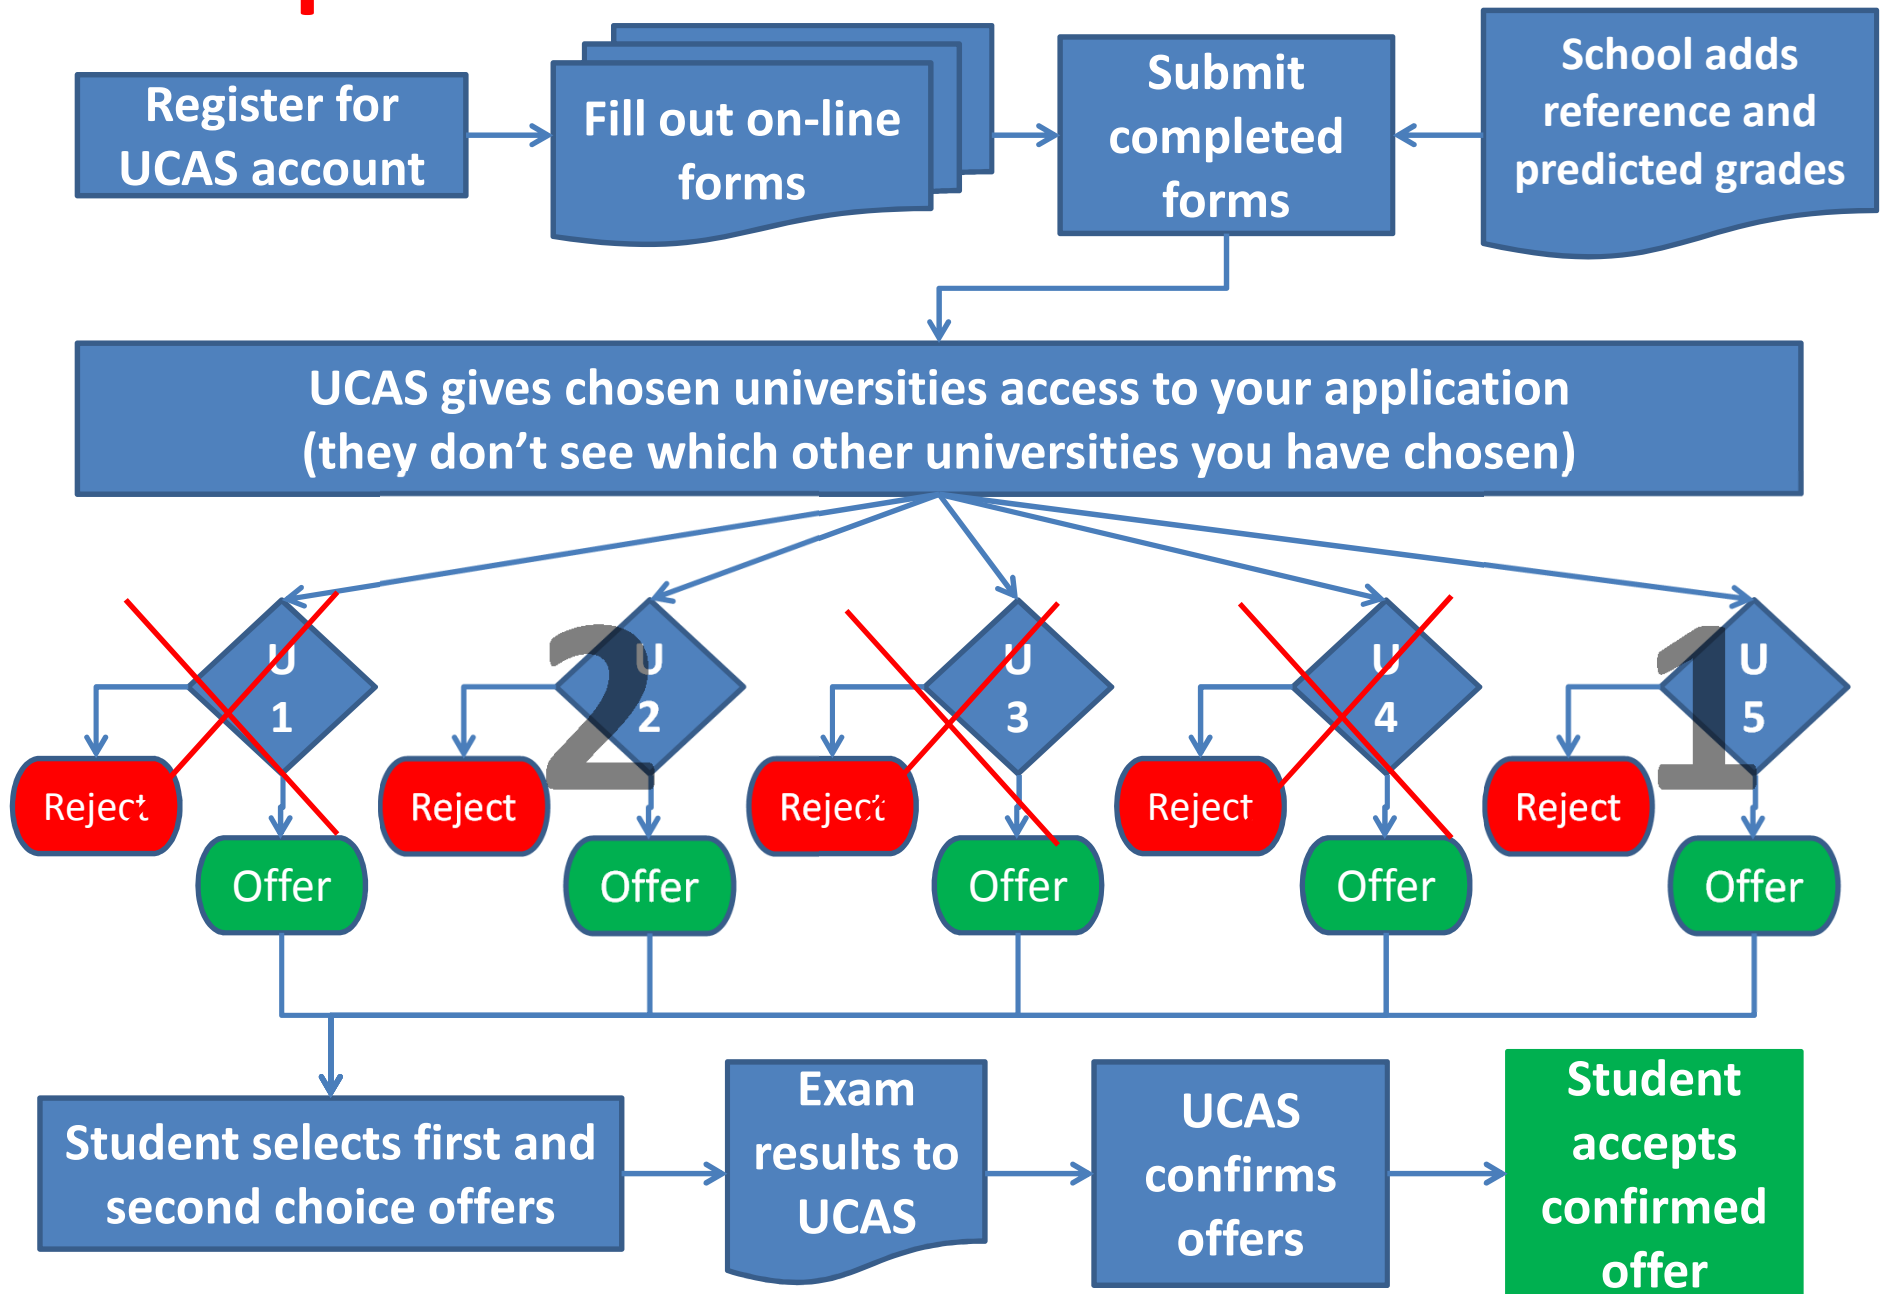 Register for
UCAS account
Fill out on-line
forms
Submit
completed
forms
School adds
reference and
predicted grades
UCAS gives chosen universities access to your application
(they don't see which other universities you have chosen)
U
1
2
U
2
U
3
U
4
1
U
5
Reject
Reject
Reject
Reject
Reject
Offer
Offer
Offer
Offer
Offer
Student selects first and
second choice offers
Exam
results to
UCAS
UCAS
confirms
offers
Student
accepts
confirmed
offer